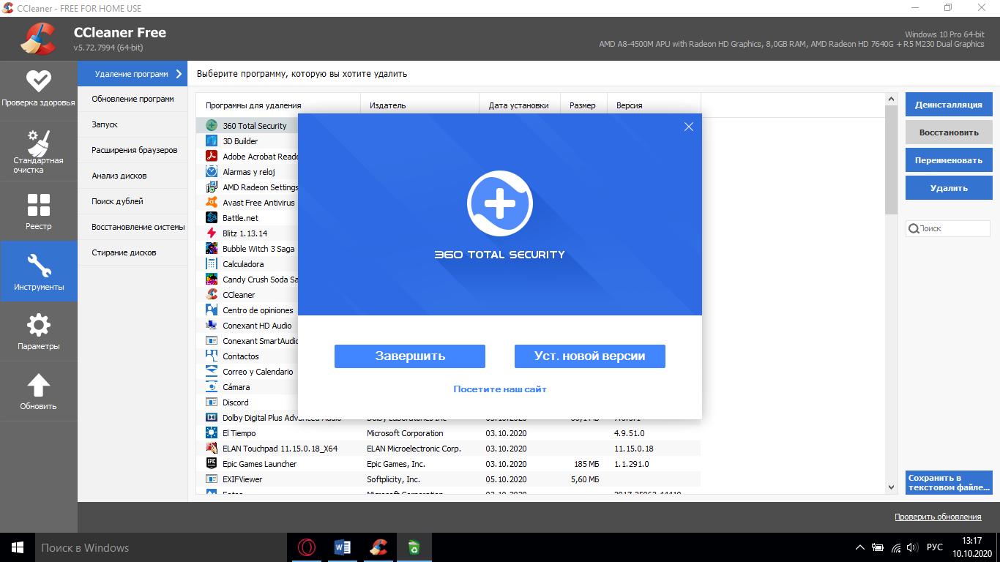 CCleaner - FREE FOR HOME USE
CCleaner Free
v5.72.7994 (64-bit)
Windows 10 Pro 64-bit
AMD A8-4500M APU with Radeon HD Graphics, 8,0GB RAM, AMD Radeon HD 7640G + R5 M230 Dual Graphics
Проверка здоровья
Стандартная
очистка
Реестр
Инструменты
Параметры
Обновить
Удаление программ
Обновление программ
Запуск
Расширения браузеров
Анализ дисков
Поиск дублей
Восстановление системы
Стирание дисков
Выберите программу, которую вы хотите удалить
Программы для удаления Издатель Дата установки Размер Версия
360 Total Security
3D Builder
Adobe Acrobat Reade
Alarmas y reloj
AMD Radeon Settings
Avast Free Antivirus
Battle.net
Blitz 1.13.14
Bubble Witch 3 Saga
Calculadora
Candy Crush Soda Sa
CCleaner
Centro de opiniones
Conexant HD Audio
Conexant SmartAudio
Contactos
Correo y Calendario
Cámara
Discord
Dolby Digital Plus Advanced Audio Dolby Laboratories Inc 03.10.2020
El Tiempo Microsoft Corporation 03.10.2020 4.9.51.0
ELAN Touchpad 11.15.0.18_X64 ELAN Microelectronic Corp. 03.10.2020 11.15.0.18
Epic Games Launcher Epic Games, Inc. 03.10.2020 185 МБ 1.1.291.0
EXIFViewer Softplicity, Inc. 05.10.2020 5,60 МБ
360 TOTAL SECURITY
Завершить
Уст. новой версии
Посетите наш сайт
Деинсталляция
Восстановить
Переименовать
Удалить
Поиск
Сохранить в
текстовом файле...
Проверить обновления
Поиск в Windows
РУС
13:17
10.10.2020